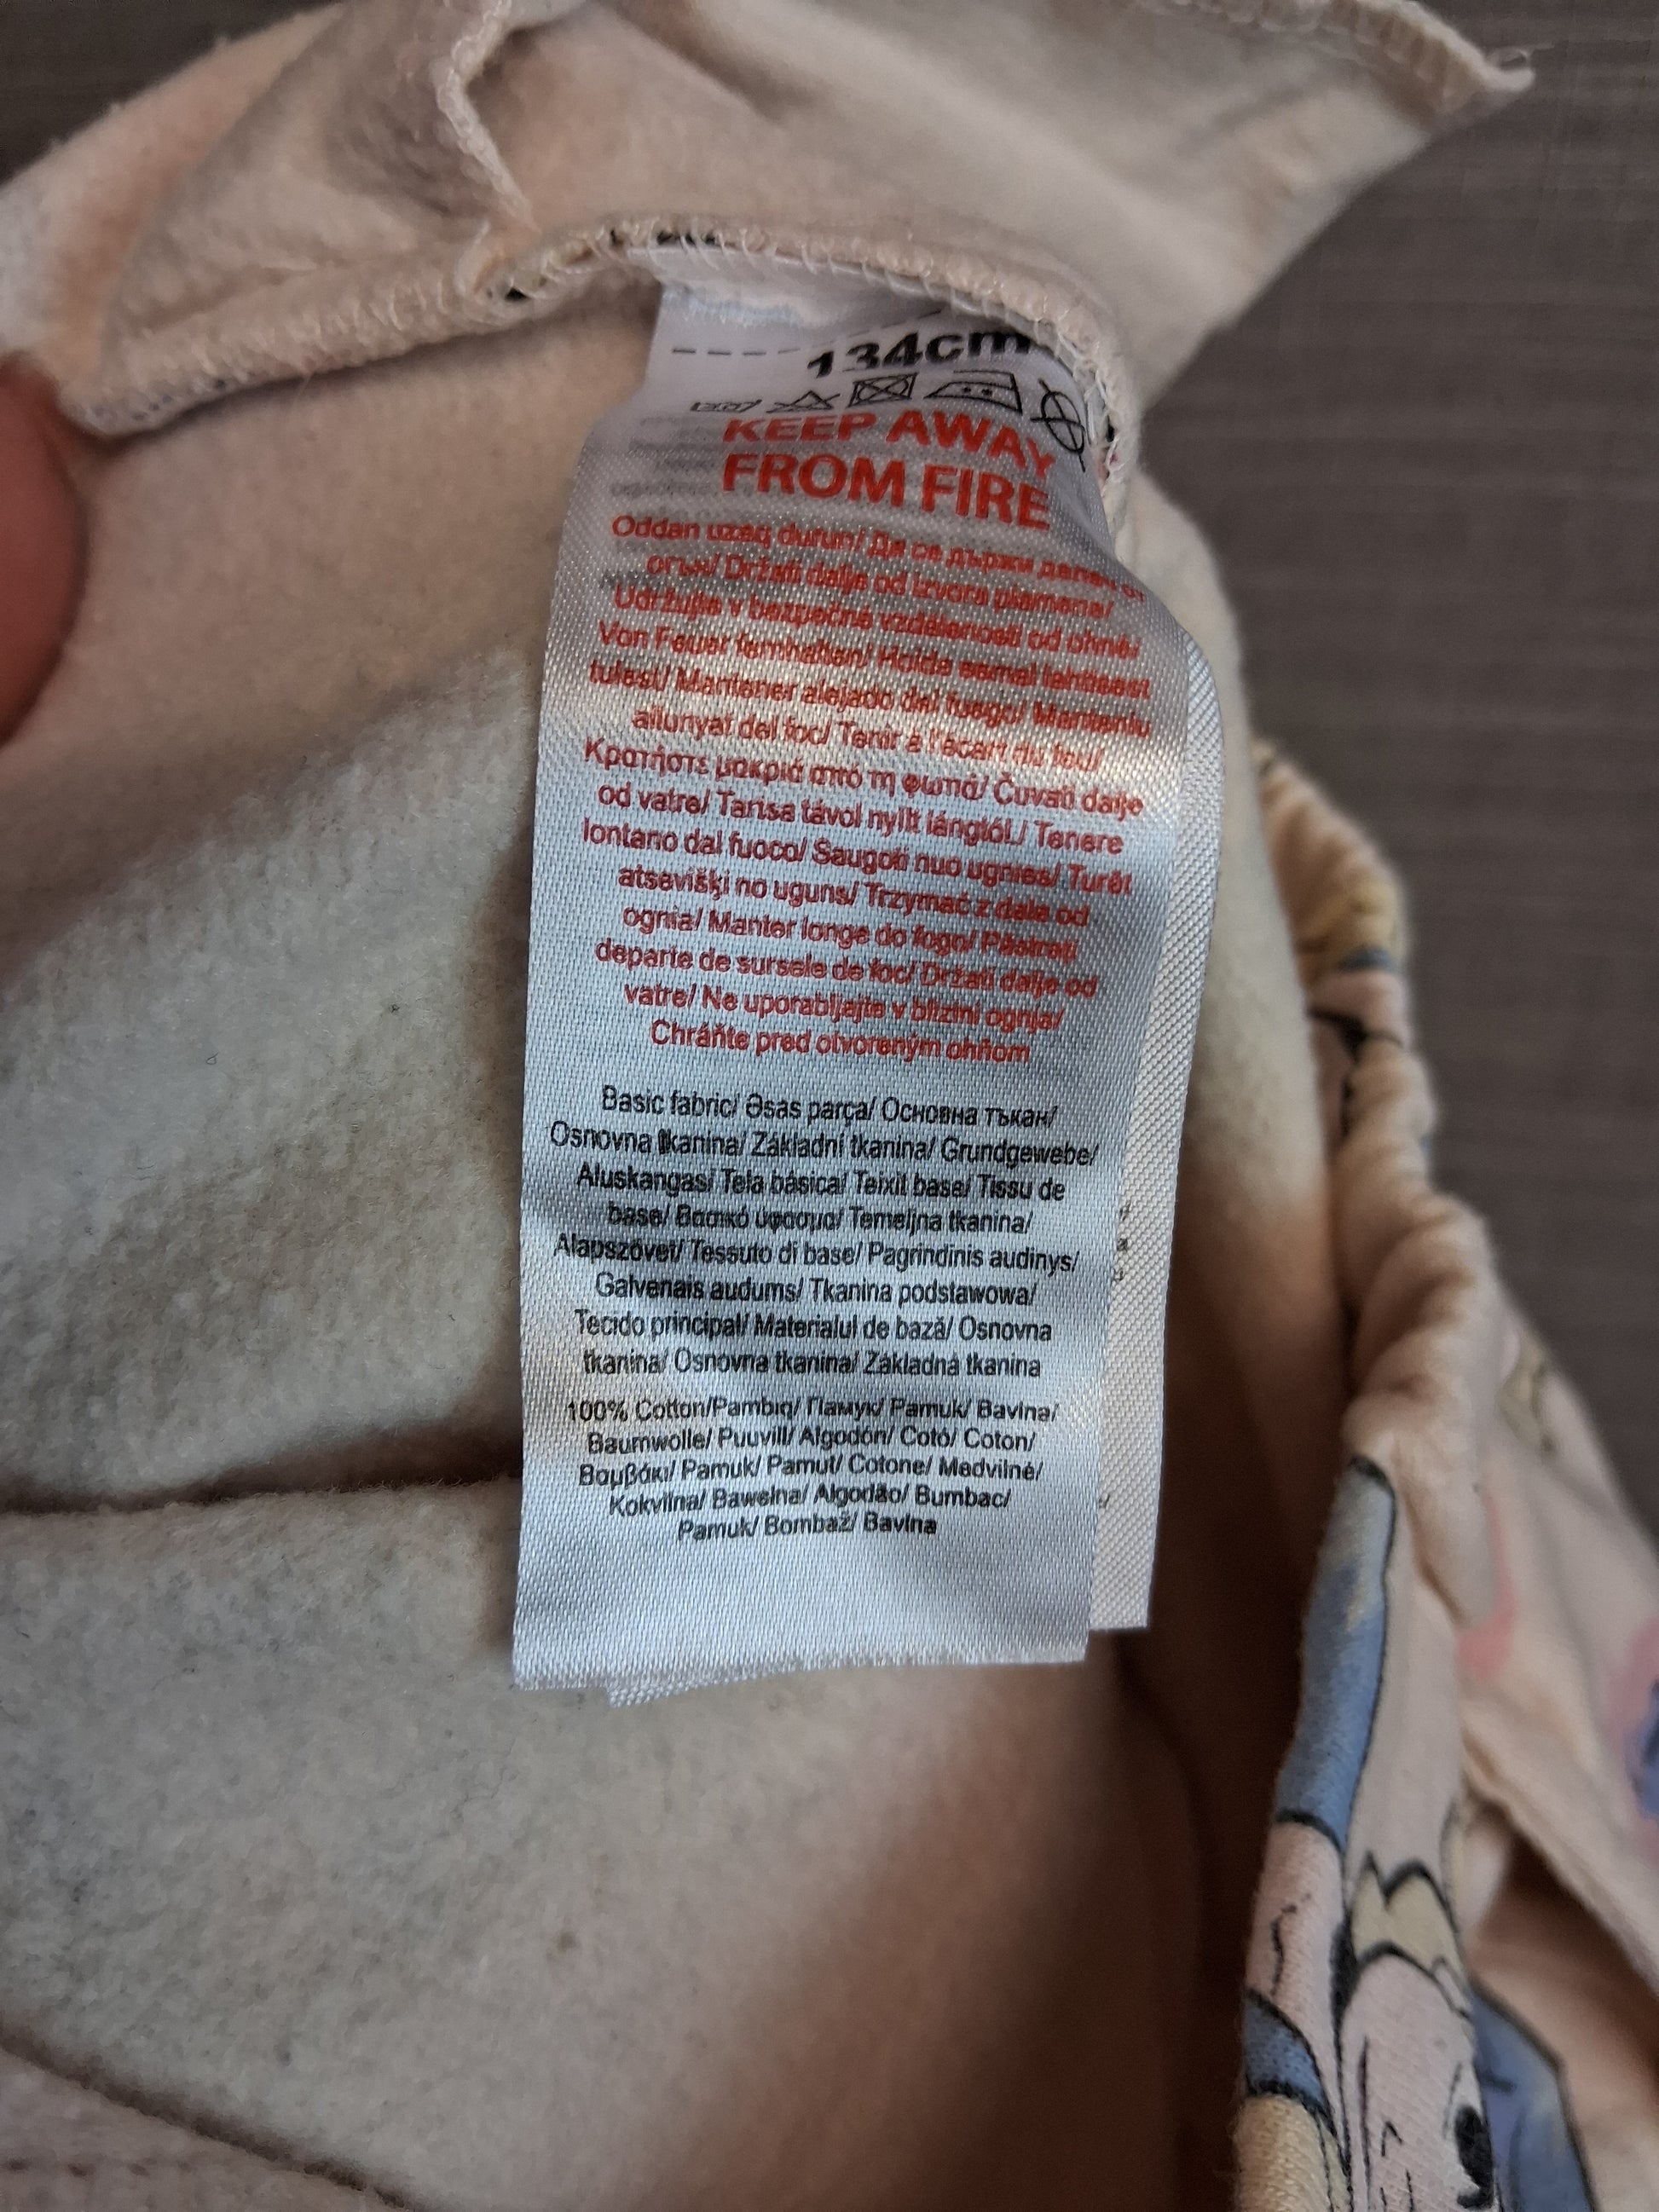 134cm
KEEP AWAY
FROM FIRE
Oddan uzaq durun/ Да се държи далеч от
огън/ Držati dalje od izvora plamena/
Udržujte v bezpečné vzdálenosti od ohně/
Von Feuer fernhalten/ Hoida eemal lahtisest
tulest/ Mantener alejado del fuego/ Manteniu
allunyat del foc/ Tenir à l'écart du feu/
Κρατήστε μακριά από τη φωτιά/ Čuvati dalje
od vatre/ Tartsa távol nyílt lángtól./ Tenere
lontano dal fuoco/ Saugoti nuo ugnies/ Turēt
atsevišķi no uguns/ Trzymać z dala od
ognia/ Manter longe do fogo/ Păstrați
departe de sursele de foc/ Držati dalje od
vatre/ Ne uporabljajte v bližini ognja/
Chráňte pred otvoreným ohňom
Basic fabric/ Əsas parça/ Основна тъкан/
Osnovna tkanina/ Základní tkanina/ Grundgewebe/
Aluskangas/ Tela básica/ Teixit base/ Tissu de
base/ Βασικό ύφασμα/ Temeljna tkanina/
Alapszövet/ Tessuto di base/ Pagrindinis audinys/
Galvenais audums/ Tkanina podstawowa/
Tecido principal/ Materialul de bază/ Osnovna
tkanina/ Osnovna tkanina/ Základná tkanina
100% Cotton/Pambıq/ Памук/ Pamuk/ Bavlna/
Baumwolle/ Puuvill/ Algodón/ Cotó/ Coton/
Βαμβάκι/ Pamuk/ Pamut/ Cotone/ Medvilnė/
Kokvilna/ Bawełna/ Algodão/ Bumbac/
Pamuk/ Bombaž/ Bavlna